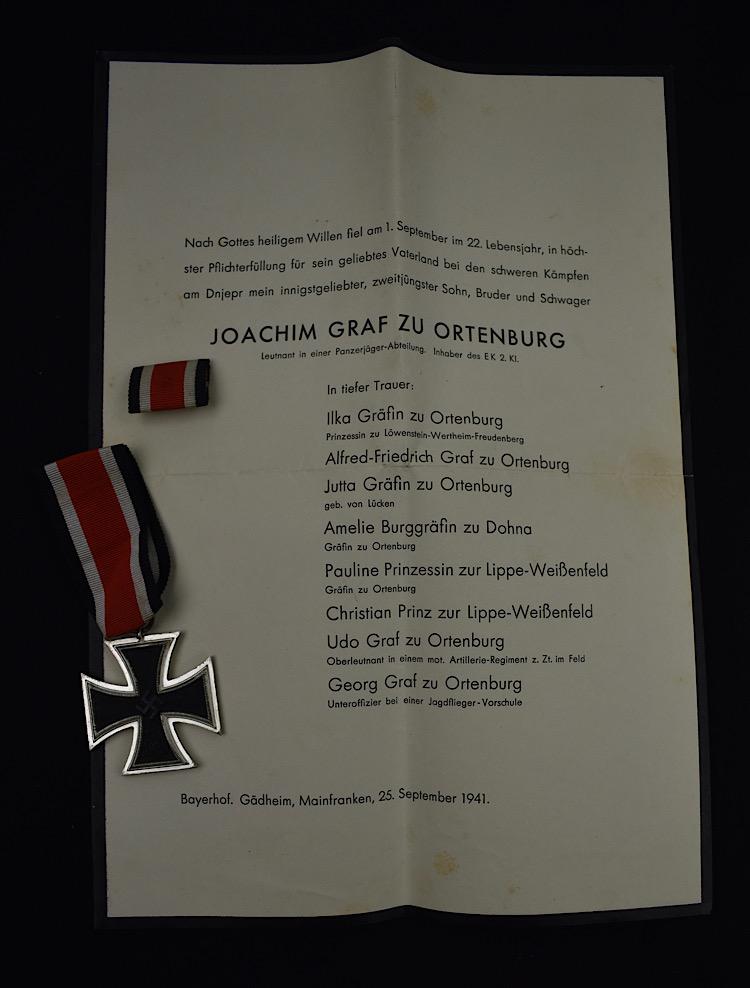 Nach Gottes heiligem Willen fiel am 1. September im 22. Lebensjahr, in höch-
ster Pflichterfüllung für sein geliebtes Vaterland bei den schweren Kämpfen
am Dnjepr mein innigstgeliebter, zweitjüngster Sohn, Bruder und Schwager
JOACHIM GRAF ZU ORTENBURG
Leutnant in einer Panzerjäger-Abteilung. Inhaber des EK 2. Kl.
In tiefer Trauer:
Ilka Gräfin zu Ortenburg
Prinzessin zu Löwenstein-Wertheim-Freudenberg
Alfred-Friedrich Graf zu Ortenburg
Jutta Gräfin zu Ortenburg
geb. von Lücken
Amelie Burggräfin zu Dohna
Gräfin zu Ortenburg
Pauline Prinzessin zur Lippe-Weißenfeld
Gräfin zu Ortenburg
Christian Prinz zur Lippe-Weißenfeld
Udo Graf zu Ortenburg
Oberleutnant in einem mot. Artillerie-Regiment z. Zt. im Feld
Georg Graf zu Ortenburg
Unteroffizier bei einer Jagdflieger-Vorschule
Bayerhof. Gädheim, Mainfranken, 25. September 1941.